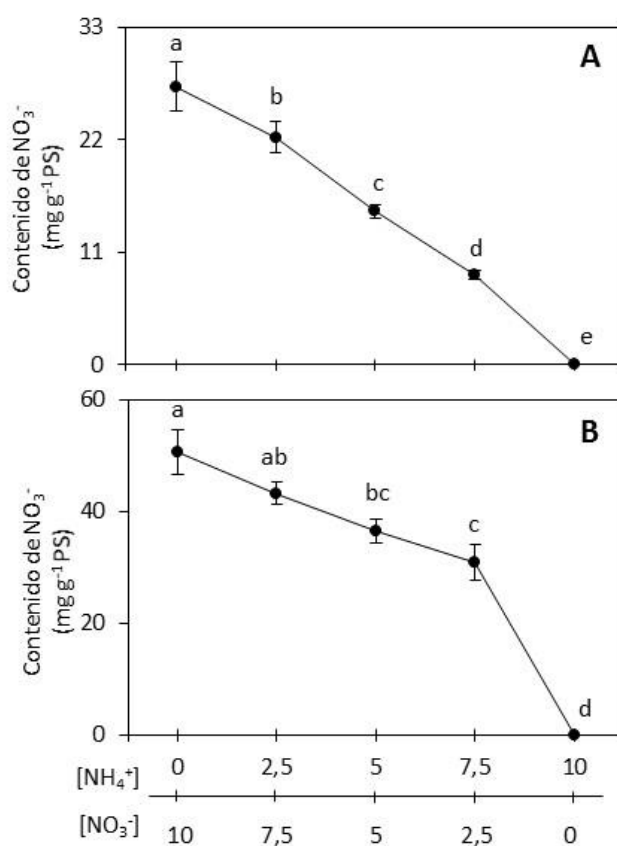 33
a
A
b
22
c
Contenido de NO₃⁻
(mg g⁻¹ PS)
11
d
0
e
60
a
B
ab
40
bc
c
Contenido de NO₃⁻
(mg g⁻¹ PS)
20
d
0
[NH₄⁺] 0 2,5 5 7,5 10
[NO₃⁻] 10 7,5 5 2,5 0